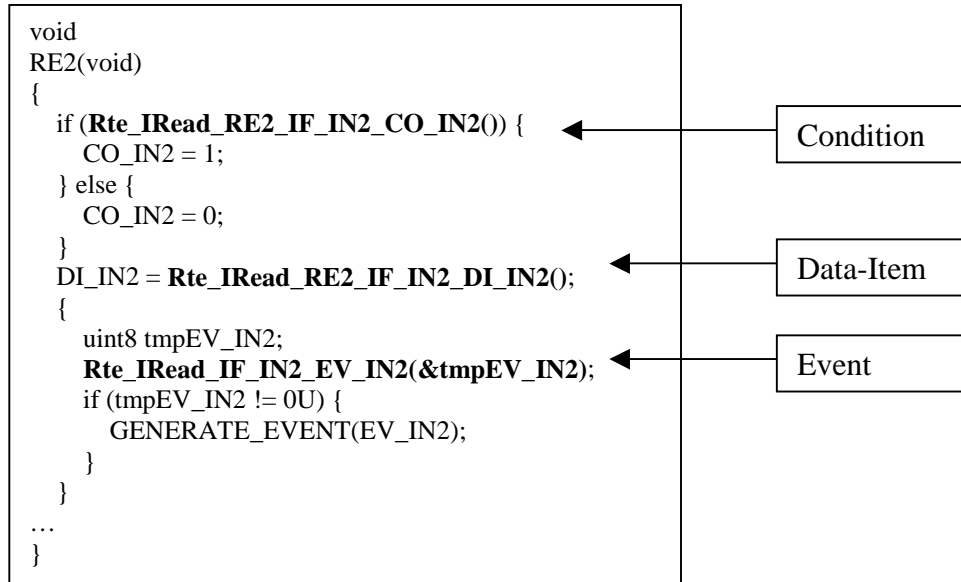 void
RE2(void)
{
if (Rte_IRead_RE2_IF_IN2_CO_IN2()) {
CO_IN2 = 1;
} else {
CO_IN2 = 0;
}
DI_IN2 = Rte_IRead_RE2_IF_IN2_DI_IN2();
{
uint8 tmpEV_IN2;
Rte_IRead_IF_IN2_EV_IN2(&tmpEV_IN2);
if (tmpEV_IN2 != 0U) {
GENERATE_EVENT(EV_IN2);
}
}
…
}
Condition
Data-Item
Event